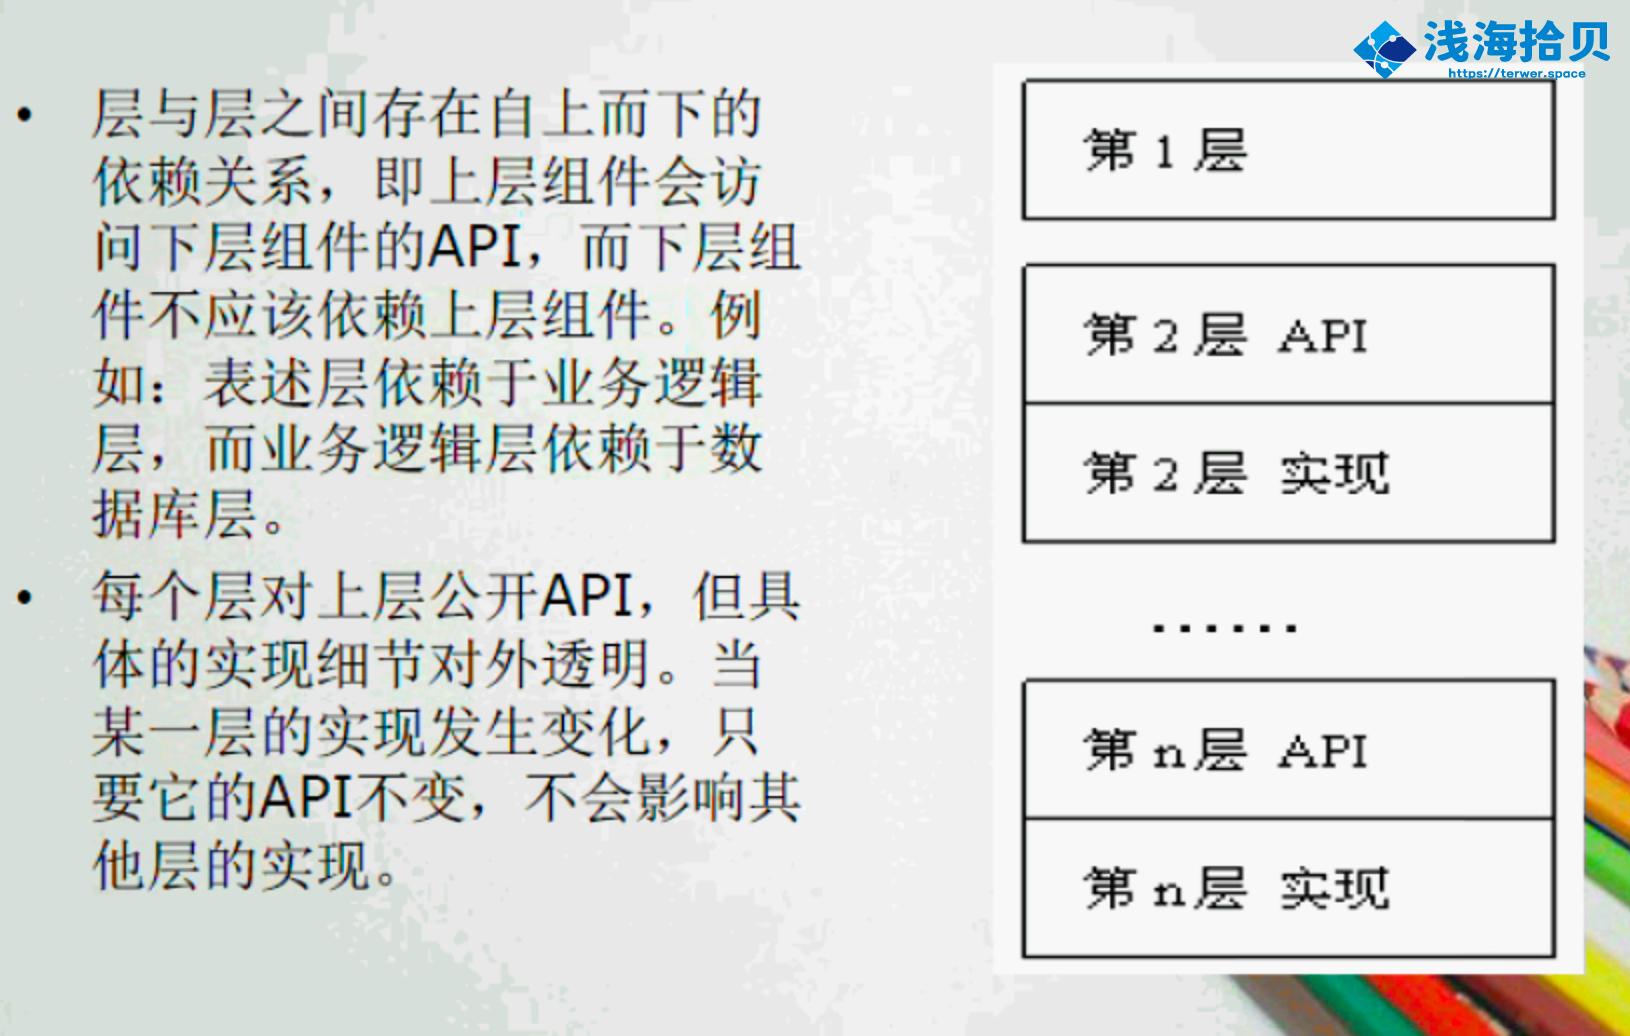 浅海拾贝
https://terwer.space
• 层与层之间存在自上而下的
依赖关系，即上层组件会访
问下层组件的API，而下层组
件不应该依赖上层组件。例
如：表述层依赖于业务逻辑
层，而业务逻辑层依赖于数
据库层。
• 每个层对上层公开API，但具
体的实现细节对外透明。当
某一层的实现发生变化，只
要它的API不变，不会影响其
他层的实现。
第 1 层
第 2 层 API
第 2 层 实现
······
第 n 层 API
第 n 层 实现